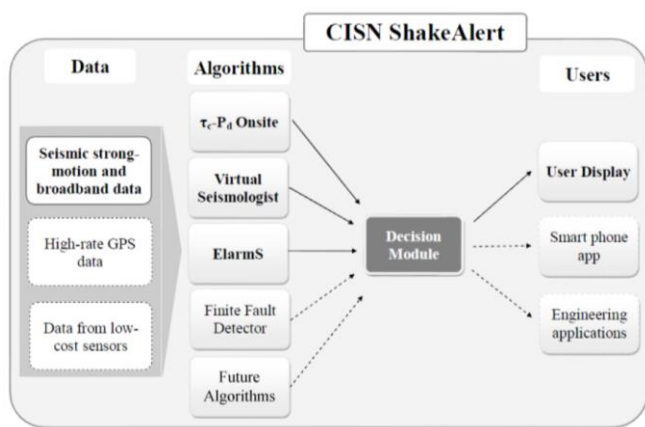 CISN ShakeAlert
Data
Algorithms
Users
Seismic strong-
motion and
broadband data
High-rate GPS
data
Data from low-
cost sensors
τc-Pd Onsite
Virtual
Seismologist
ElarmS
Finite Fault
Detector
Future
Algorithms
Decision
Module
User Display
Smart phone
app
Engineering
applications